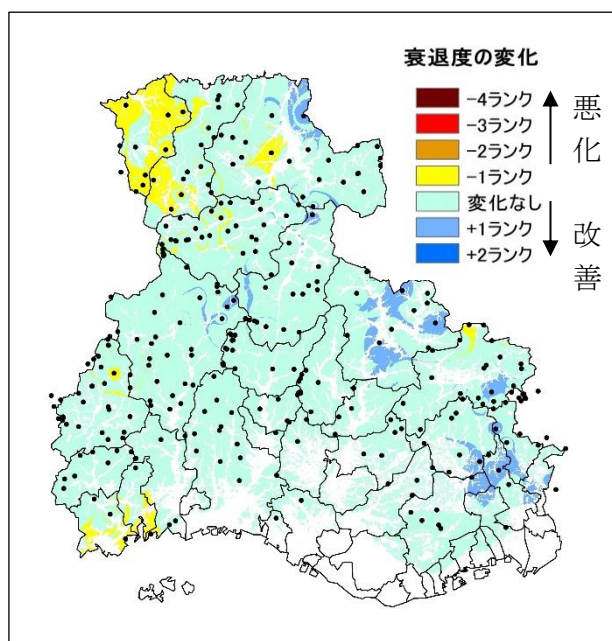 衰退度の変化
-4ランク
-3ランク
-2ランク
-1ランク
変化なし
+1ランク
+2ランク
悪化
改善